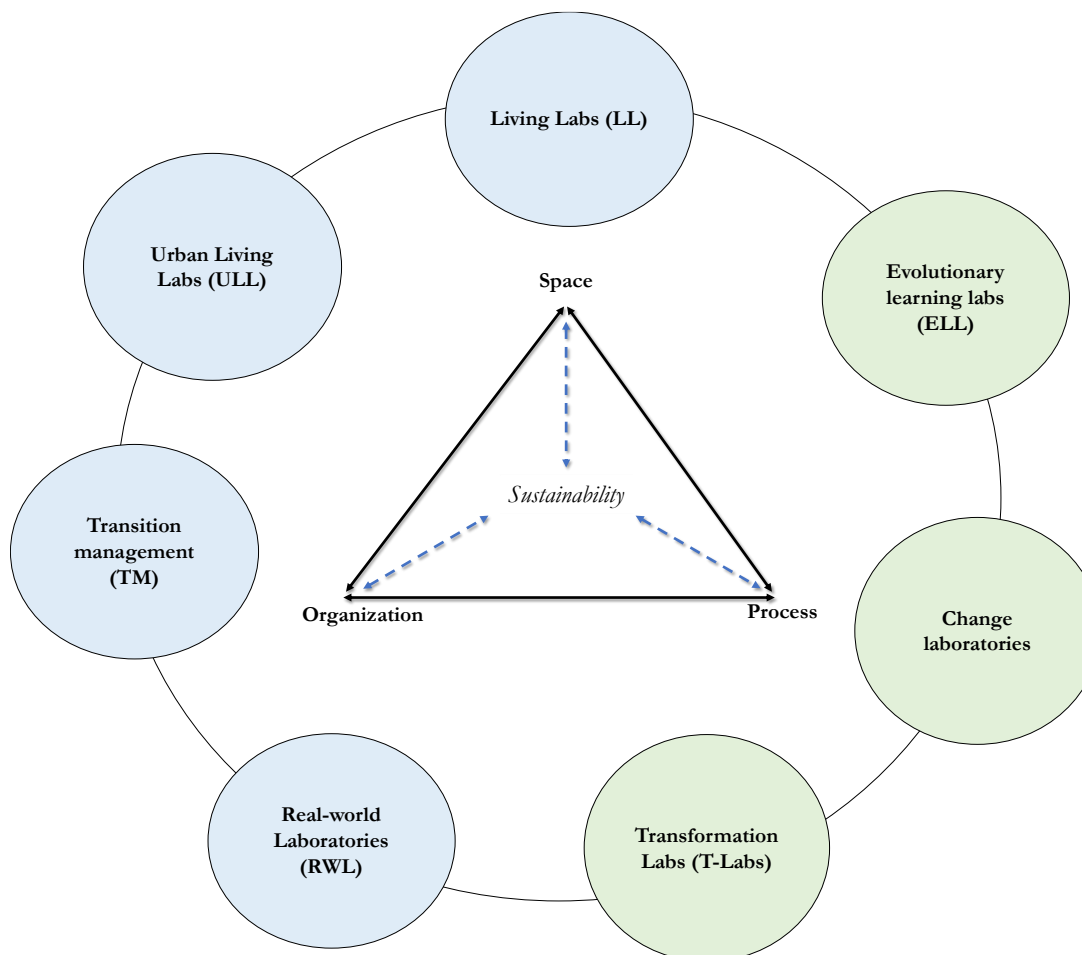 Living Labs (LL)
Urban Living
Labs (ULL)
Evolutionary
learning labs
(ELL)
Space
Sustainability
Transition
management
(TM)
Organization
Process
Change
laboratories
Real-world
Laboratories
(RWL)
Transformation
Labs (T-Labs)